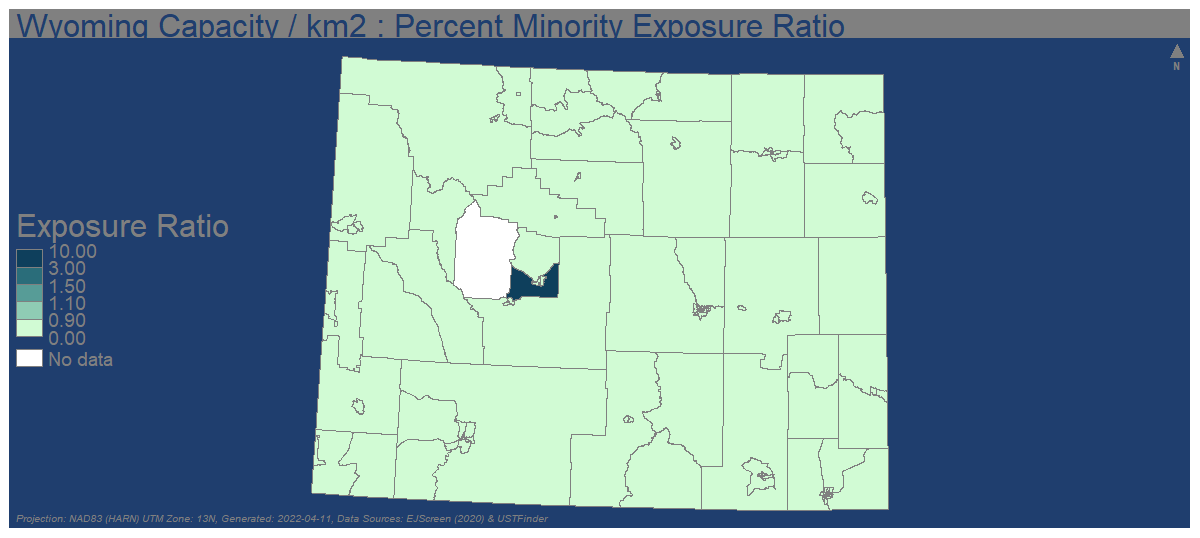 Wyoming Capacity / km2 : Percent Minority Exposure Ratio
N
Exposure Ratio
10.00
3.00
1.50
1.10
0.90
0.00
No data
Projection: NAD83 (HARN) UTM Zone: 13N, Generated: 2022-04-11, Data Sources: EJScreen (2020) & USTFinder